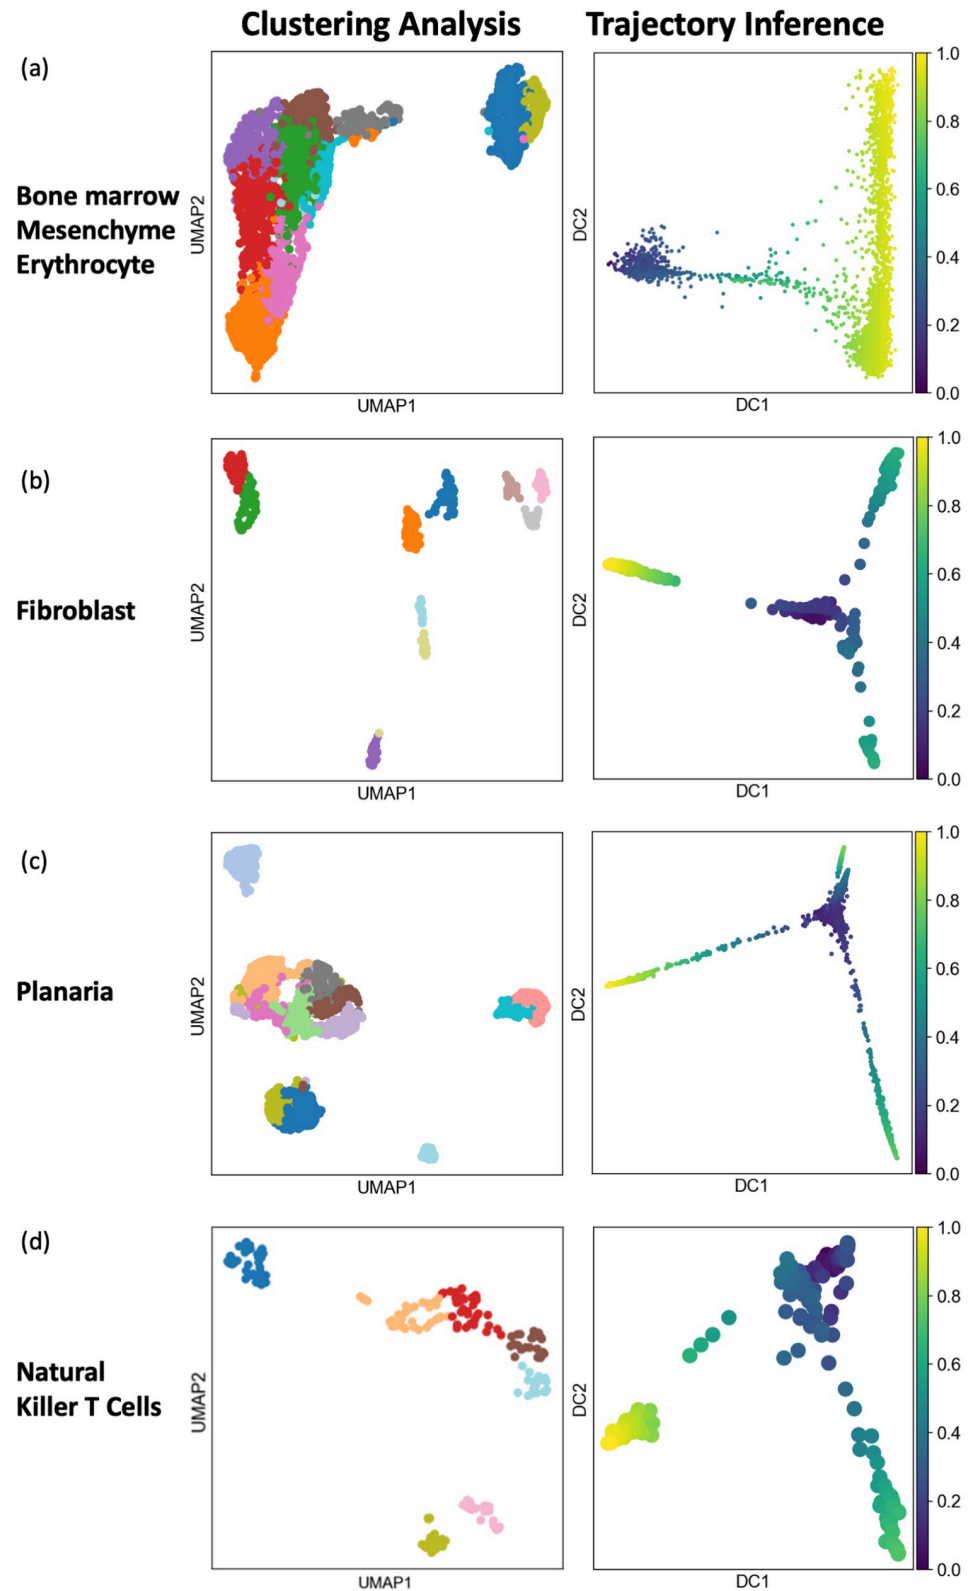 Clustering Analysis
Trajectory Inference
(a)
Bone marrow
Mesenchyme
Erythrocyte
UMAP2
UMAP1
DC2
DC1
1.0
0.8
0.6
0.4
0.2
0.0
(b)
Fibroblast
UMAP2
UMAP1
DC2
DC1
1.0
0.8
0.6
0.4
0.2
0.0
(c)
Planaria
UMAP2
UMAP1
DC2
DC1
1.0
0.8
0.6
0.4
0.2
0.0
(d)
Natural
Killer T Cells
UMAP2
UMAP1
DC2
DC1
1.0
0.8
0.6
0.4
0.2
0.0